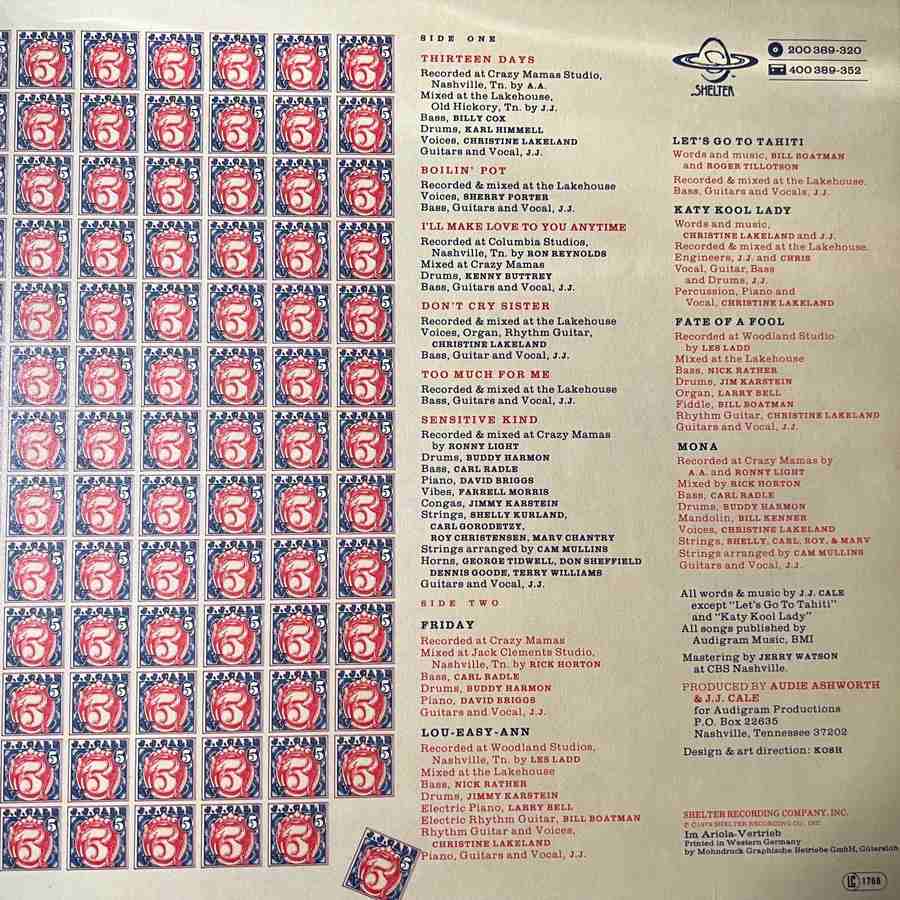 SIDE ONE
THIRTEEN DAYS
Recorded at Crazy Mamas Studio,
Nashville, Tn. by A.A.
Mixed at the Lakehouse,
Old Hickory, Tn. by J.J.
Bass, BILLY COX
Drums, KARL HIMMELL
Voices, CHRISTINE LAKELAND
Guitars and Vocal, J.J.
BOILIN' POT
Recorded & mixed at the Lakehouse
Voices, SHERRY PORTER
Bass, Guitars and Vocal, J.J.
I'LL MAKE LOVE TO YOU ANYTIME
Recorded at Columbia Studios,
Nashville, Tn. by RON REYNOLDS
Mixed at Crazy Mamas
Drums, KENNY BUTTREY
Bass, Guitars and Vocal, J.J.
DON'T CRY SISTER
Recorded & mixed at the Lakehouse
Voices, Organ, Rhythm Guitar,
CHRISTINE LAKELAND
Bass, Guitar and Vocal, J.J.
TOO MUCH FOR ME
Recorded & mixed at the Lakehouse
Bass, Guitars and Vocal, J.J.
SENSITIVE KIND
Recorded & mixed at Crazy Mamas
by RONNY LIGHT
Drums, BUDDY HARMON
Bass, CARL RADLE
Piano, DAVID BRIGGS
Vibes, FARRELL MORRIS
Congas, JIMMY KARSTEIN
Strings, SHELLY KURLAND,
CARL GORODETZY,
ROY CHRISTENSEN, MARV CHANTRY
Strings arranged by CAM MULLINS
Horns, GEORGE TIDWELL, DON SHEFFIELD
DENNIS GOODE, TERRY WILLIAMS
Guitars and Vocal, J.J.
SIDE TWO
FRIDAY
Recorded at Crazy Mamas
Mixed at Jack Clements Studio,
Nashville, Tn. by RICK HORTON
Bass, CARL RADLE
Drums, BUDDY HARMON
Piano, DAVID BRIGGS
Guitars and Vocal, J.J.
LOU-EASY-ANN
Recorded at Woodland Studios,
Nashville, Tn. by LES LADD
Mixed at the Lakehouse
Bass, NICK RATHER
Drums, JIMMY KARSTEIN
Electric Piano, LARRY BELL
Electric Rhythm Guitar, BILL BOATMAN
Rhythm Guitar and Voices,
CHRISTINE LAKELAND
Piano, Guitars and Vocal, J.J.
SHELTER
200 389-320
400 389-352
LET'S GO TO TAHITI
Words and music, BILL BOATMAN
and ROGER TILLOTSON
Recorded & mixed at the Lakehouse.
Bass, Guitars and Vocals, J.J.
KATY KOOL LADY
Words and music,
CHRISTINE LAKELAND and J.J.
Recorded & mixed at the Lakehouse.
Engineers, J.J. and CHRIS
Vocal, Guitar, Bass
and Drums, J.J.
Percussion, Piano and
Vocal, CHRISTINE LAKELAND
FATE OF A FOOL
Recorded at Woodland Studio
by LES LADD
Mixed at the Lakehouse
Bass, NICK RATHER
Drums, JIM KARSTEIN
Organ, LARRY BELL
Fiddle, BILL BOATMAN
Rhythm Guitar, CHRISTINE LAKELAND
Guitars and Vocal, J.J.
MONA
Recorded at Crazy Mamas by
A.A. and RONNY LIGHT
Mixed by RICK HORTON
Bass, CARL RADLE
Drums, BUDDY HARMON
Mandolin, BILL KENNER
Voices, CHRISTINE LAKELAND
Strings, SHELLY, CARL, ROY, & MARV
Strings arranged by CAM MULLINS
Guitars and Vocal, J.J.
All words & music by J.J. CALE
except "Let's Go To Tahiti"
and "Katy Kool Lady"
All songs published by
Audigram Music, BMI
Mastering by JERRY WATSON
at CBS Nashville.
PRODUCED BY AUDIE ASHWORTH
& J.J. CALE
for Audigram Productions
P.O. Box 22635
Nashville, Tennessee 37202
Design & art direction: KOSH
SHELTER RECORDING COMPANY, INC.
© 1979 SHELTER RECORDING CO., INC.
Im Ariola-Vertrieb
Printed in Western Germany
by Mohndruck Graphische Betriebe GmbH, Gütersloh
LC 1766